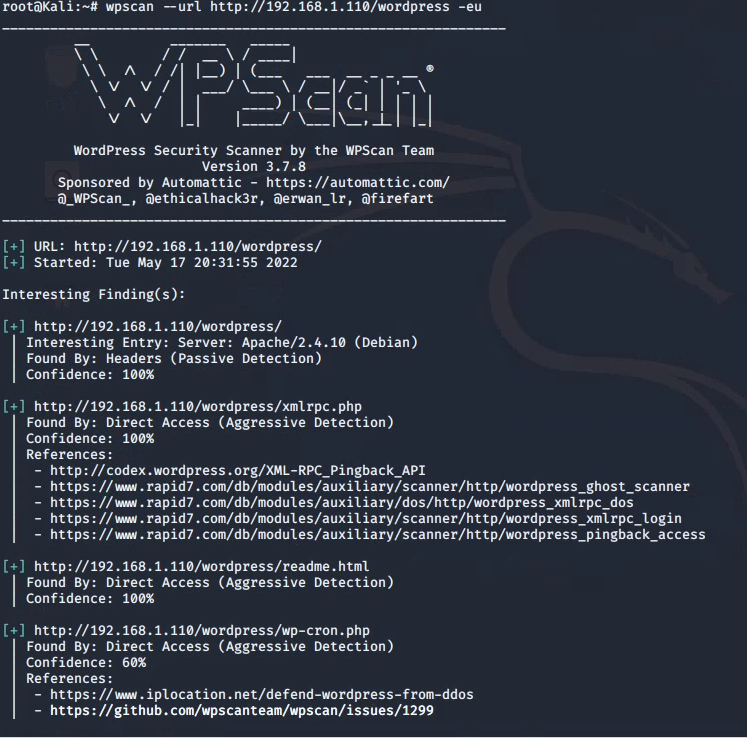 root@Kali:~# wpscan --url http://192.168.1.110/wordpress -eu
WPScan ®
WordPress Security Scanner by the WPScan Team
Version 3.7.8
Sponsored by Automattic - https://automattic.com/
@_WPScan_, @ethicalhack3r, @erwan_lr, @firefart
[+] URL: http://192.168.1.110/wordpress/
[+] Started: Tue May 17 20:31:55 2022
Interesting Finding(s):
[+] http://192.168.1.110/wordpress/
| Interesting Entry: Server: Apache/2.4.10 (Debian)
| Found By: Headers (Passive Detection)
| Confidence: 100%
[+] http://192.168.1.110/wordpress/xmlrpc.php
| Found By: Direct Access (Aggressive Detection)
| Confidence: 100%
| References:
|  - http://codex.wordpress.org/XML-RPC_Pingback_API
|  - https://www.rapid7.com/db/modules/auxiliary/scanner/http/wordpress_ghost_scanner
|  - https://www.rapid7.com/db/modules/auxiliary/dos/http/wordpress_xmlrpc_dos
|  - https://www.rapid7.com/db/modules/auxiliary/scanner/http/wordpress_xmlrpc_login
|  - https://www.rapid7.com/db/modules/auxiliary/scanner/http/wordpress_pingback_access
[+] http://192.168.1.110/wordpress/readme.html
| Found By: Direct Access (Aggressive Detection)
| Confidence: 100%
[+] http://192.168.1.110/wordpress/wp-cron.php
| Found By: Direct Access (Aggressive Detection)
| Confidence: 60%
| References:
|  - https://www.iplocation.net/defend-wordpress-from-ddos
|  - https://github.com/wpscanteam/wpscan/issues/1299